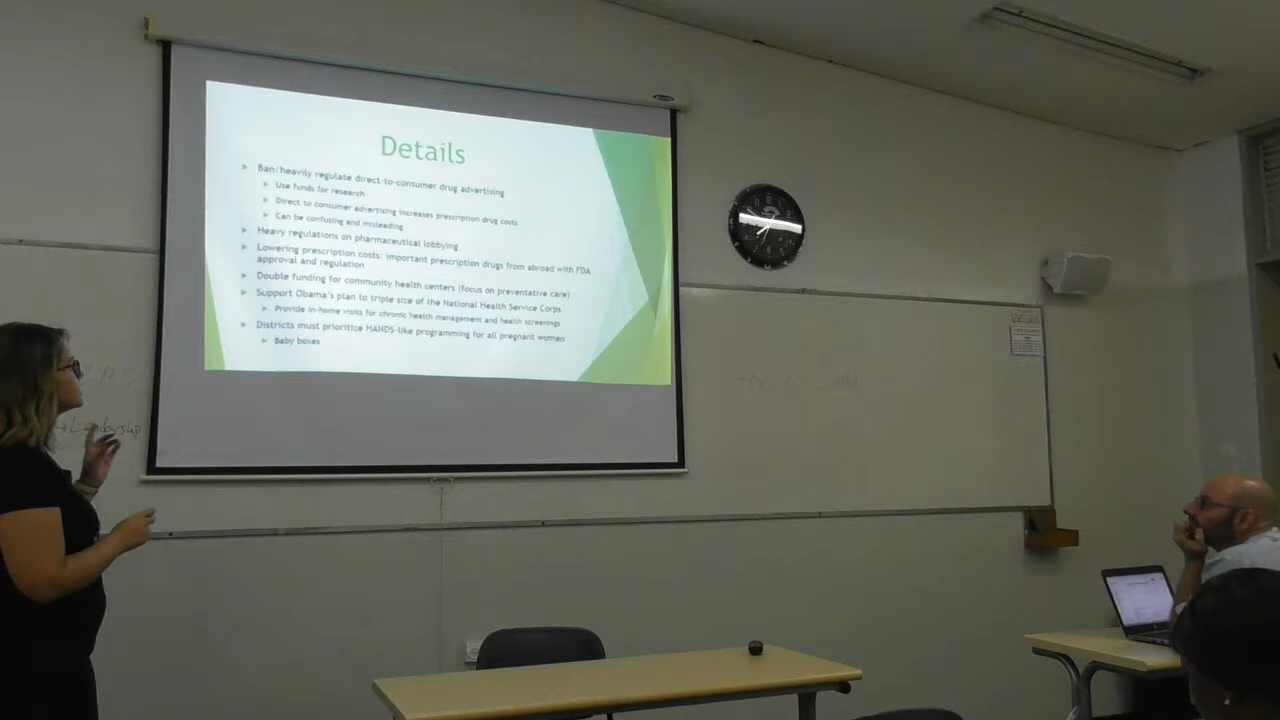 Details
Ban/heavily regulate direct-to-consumer drug advertising
Use funds for research
Direct to consumer advertising increases prescription drug costs
Can be confusing and misleading
Heavy regulations on pharmaceutical lobbying
Lowering prescription costs: important prescription drugs from abroad with FDA
approval and regulation
Double funding for community health centers (focus on preventative care)
Support Obama's plan to triple size of the National Health Service Corps
Provide in-home visits for chronic health management and health screenings
Districts must prioritize HANDS-like programming for all pregnant women
Baby boxes